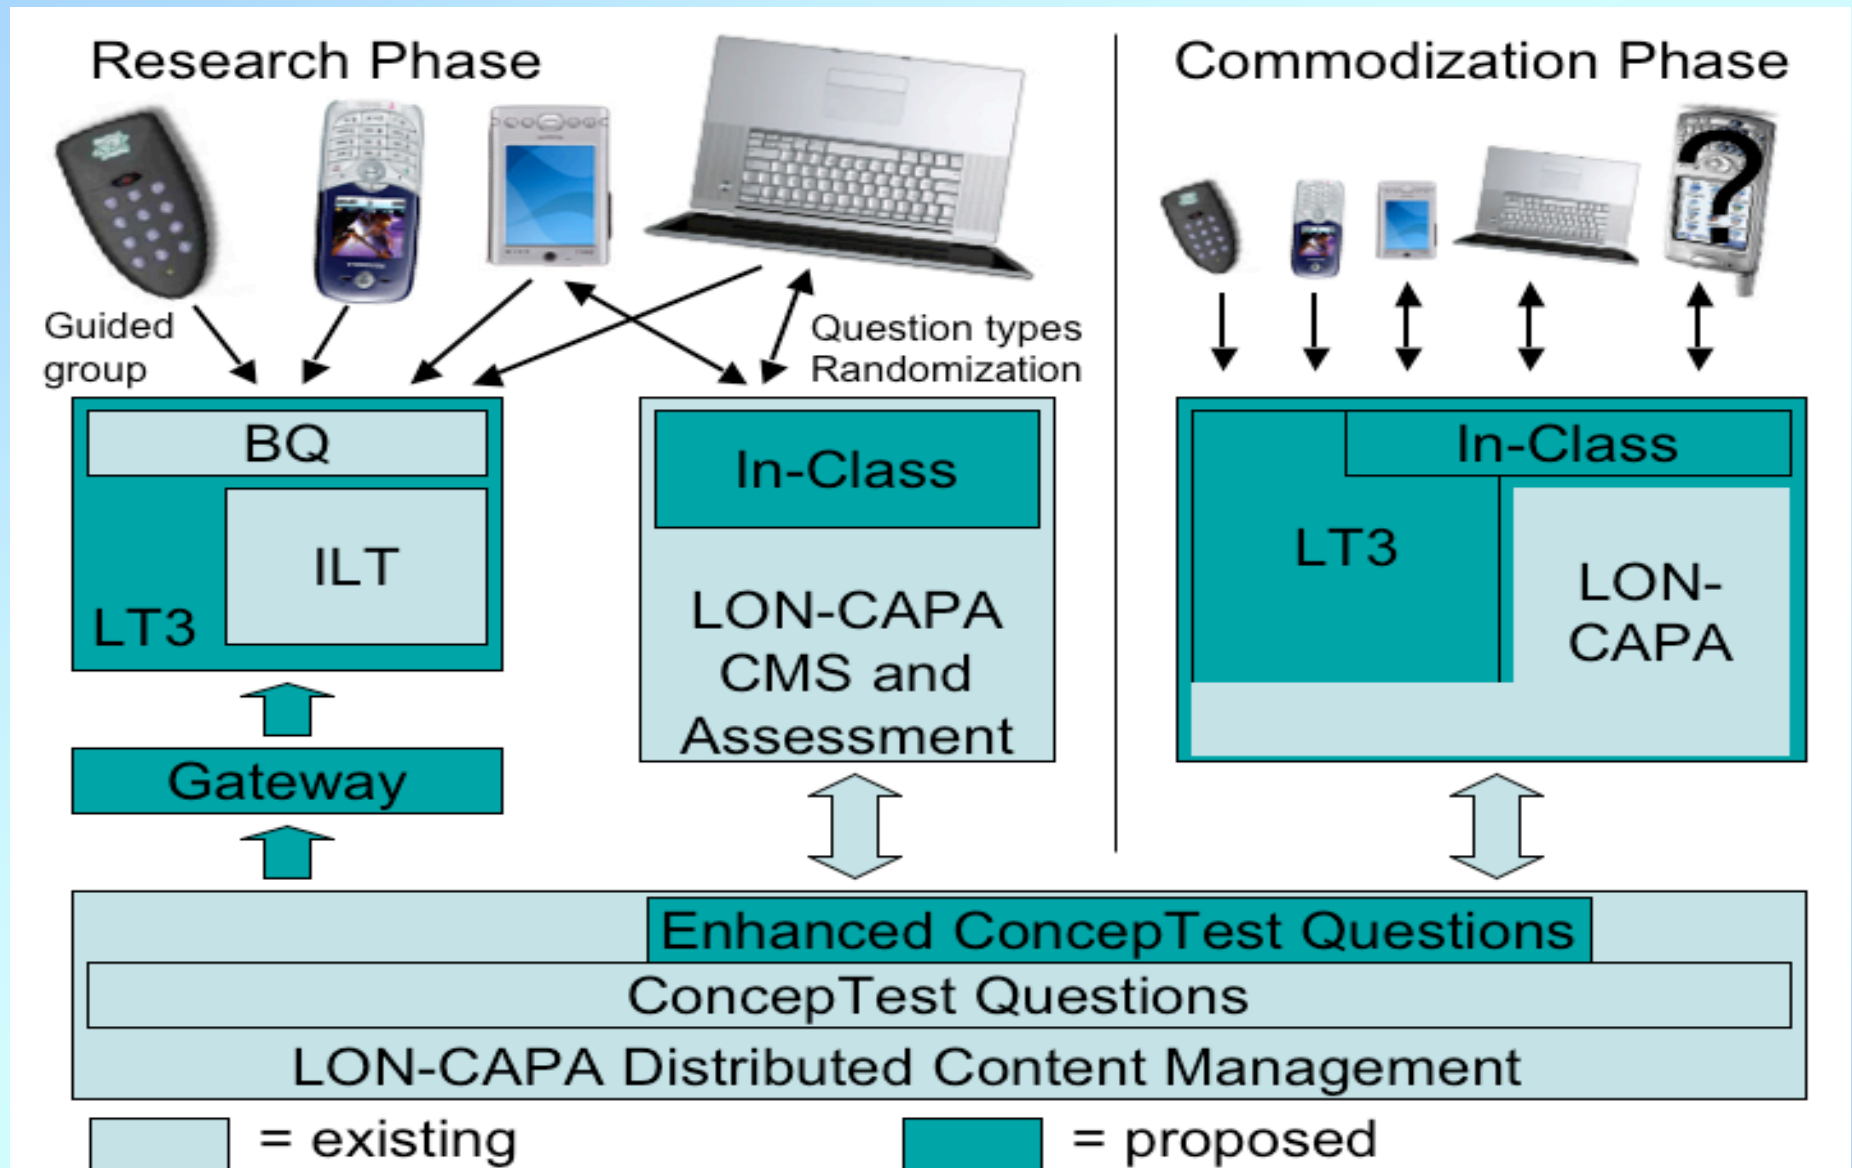 Research Phase
Commodization Phase
?
Guided
group
Question types
Randomization
BQ
ILT
LT3
In-Class
LON-CAPA
CMS and
Assessment
In-Class
LT3
LON-
CAPA
Gateway
Enhanced ConcepTest Questions
ConcepTest Questions
LON-CAPA Distributed Content Management
= existing
= proposed